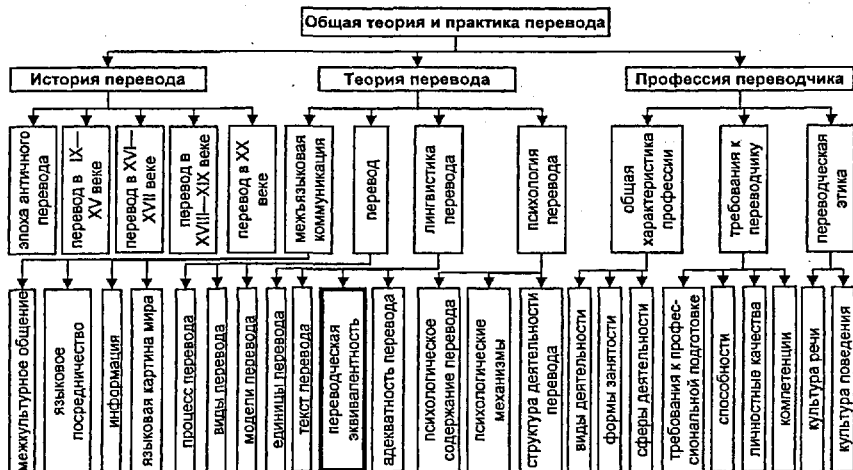 Общая теория и практика перевода
История перевода
Теория перевода
Профессия переводчика
эпоха античного
перевода
перевод в IX—
XV веке
перевод в XVI—
XVII веке
перевод в
XVIII—XIX веке
перевод в XX
веке
межъязыковая
коммуникация
перевод
лингвистика
перевода
психология
перевода
общая
характеристика
профессии
требования к
переводчику
переводческая
этика
межкультурное общение
языковое
посредничество
информация
языковая картина мира
процесс перевода
виды перевода
модели перевода
единицы перевода
текст перевода
переводческая
эквивалентность
адекватность перевода
психологическое
содержание перевода
психологические
механизмы
структура деятельности
перевода
виды деятельности
формы занятости
сферы деятельности
требования к профес-
сиональной подготовке
способности
личностные качества
компетенции
культура речи
культура поведения